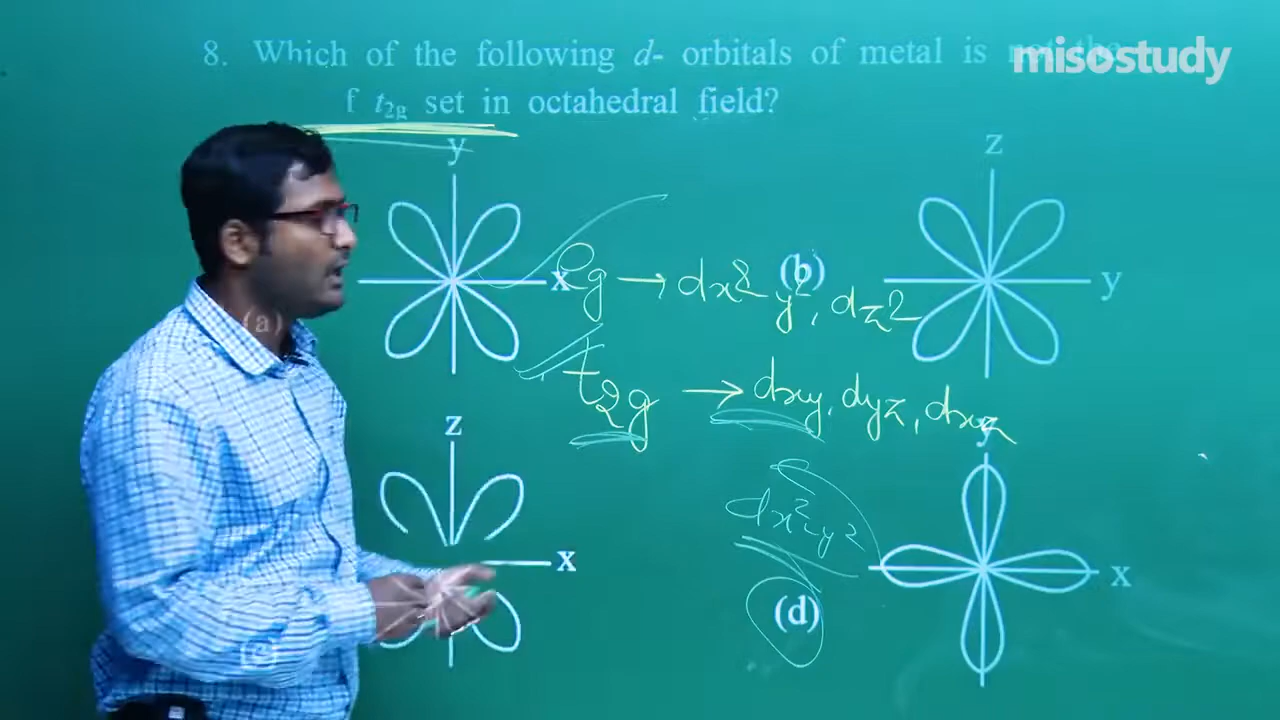 misostudy
8. Which of the following d- orbitals of metal is
t2g set in octahedral field?
y
x
(a)
z
y
(b)
eg → dx²-y², dz²
t2g → dxy, dyz, dxz
z
x
(c)
dx²-y²
(d)
y
x